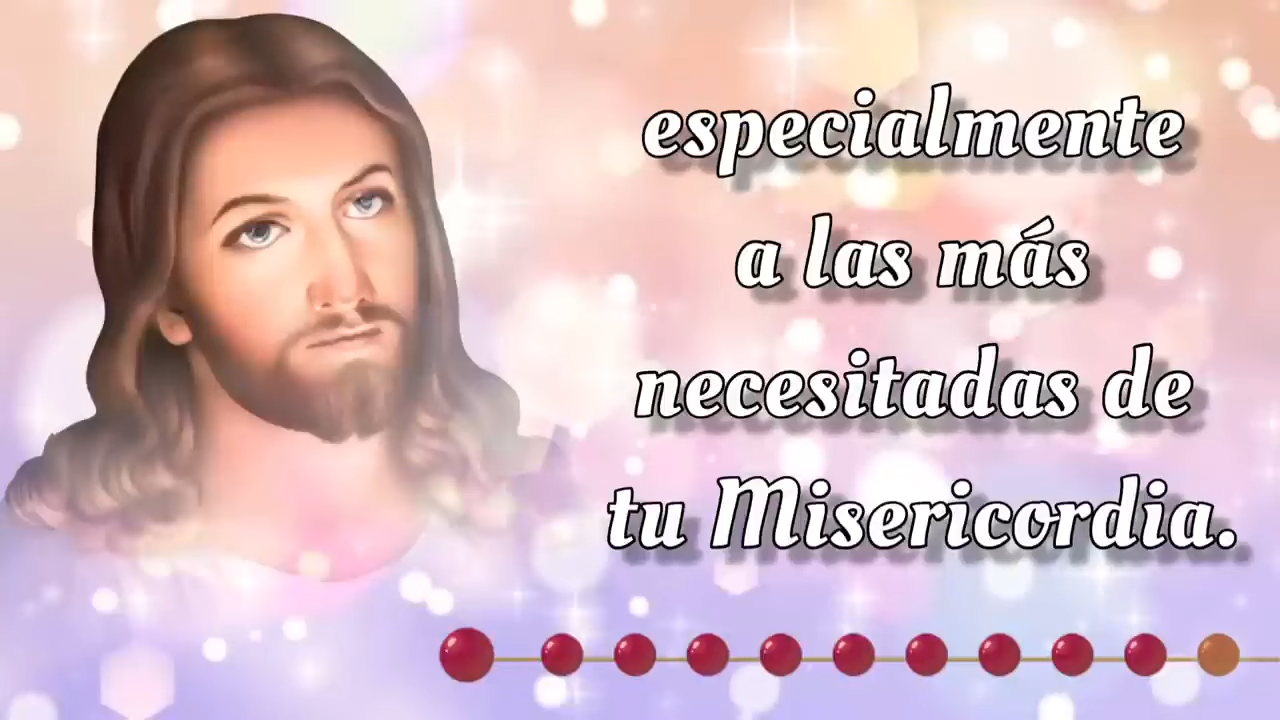 especialmente
a las más
necesitadas de
tu Misericordia.